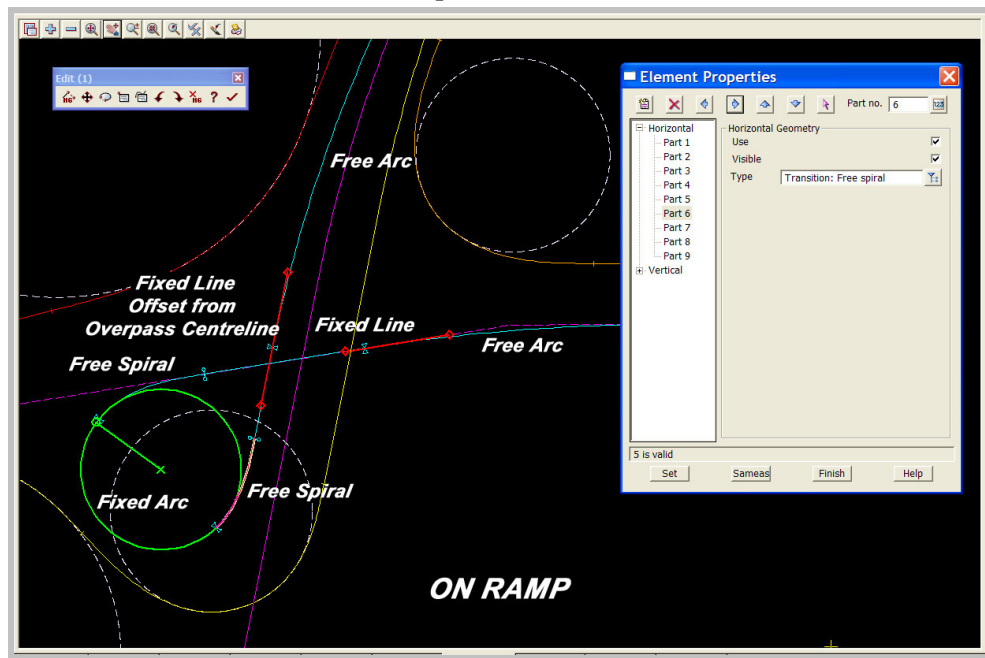 Edit (1)
HG
HG
?
Free Arc
Fixed Line
Offset from
Overpass Centreline
Fixed Line
Free Arc
Free Spiral
Free Spiral
Fixed Arc
ON RAMP
Element Properties
Part no. 6
123
Horizontal
Part 1
Part 2
Part 3
Part 4
Part 5
Part 6
Part 7
Part 8
Part 9
Vertical
Horizontal Geometry
Use
Visible
Type Transition: Free spiral
5 is valid
Set Sameas Finish Help